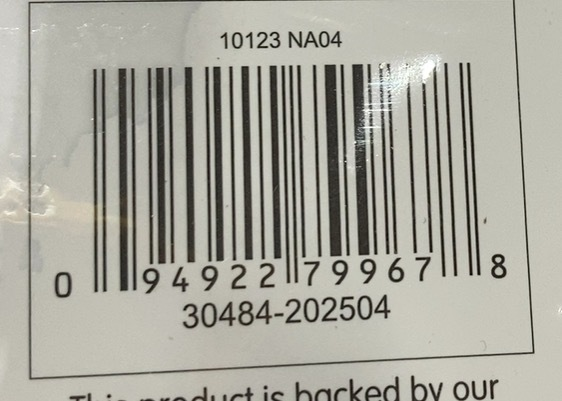 10123 NA04
0 94922 79967 8
30484-202504
This product is backed by our